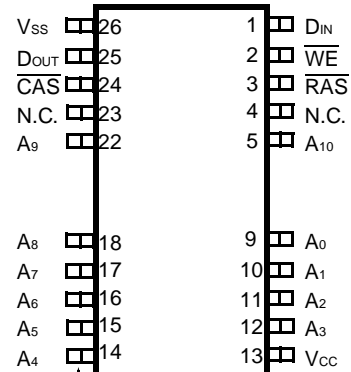 Vss 26 1 DIN
DOUT 25 2 WE
CAS 24 3 RAS
N.C. 23 4 N.C.
A9 22 5 A10
A8 18 9 A0
A7 17 10 A1
A6 16 11 A2
A5 15 12 A3
A4 14 13 Vcc